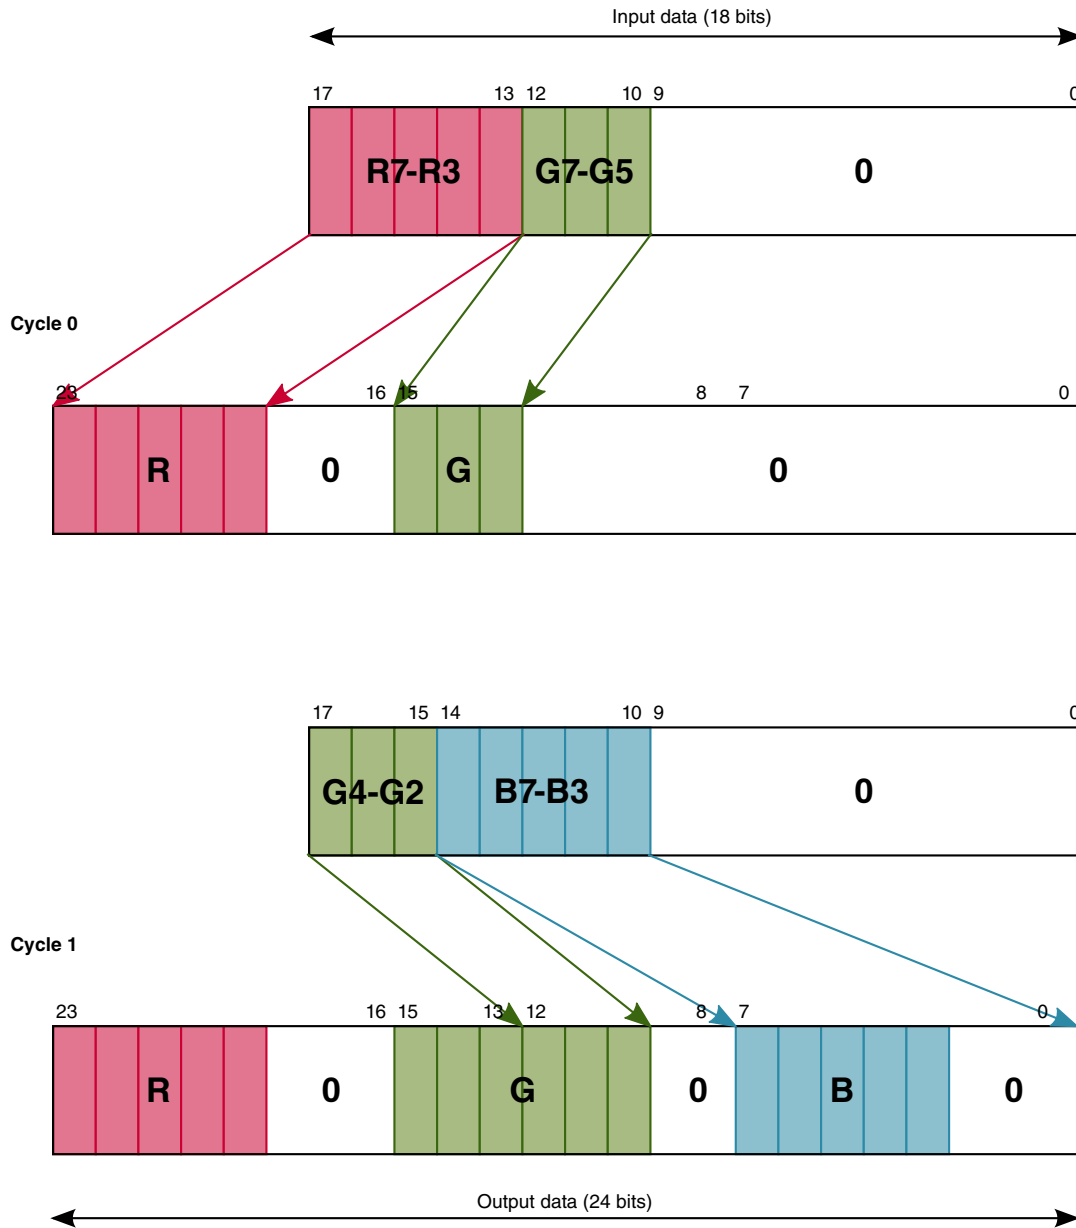 Input data (18 bits)
17 13 12 10 9 0
R7-R3 G7-G5 0
Cycle 0
23 16 15 8 7 0
R 0 G 0
17 15 14 10 9 0
G4-G2 B7-B3 0
Cycle 1
23 16 15 13 12 8 7 0
R 0 G 0 B 0
Output data (24 bits)